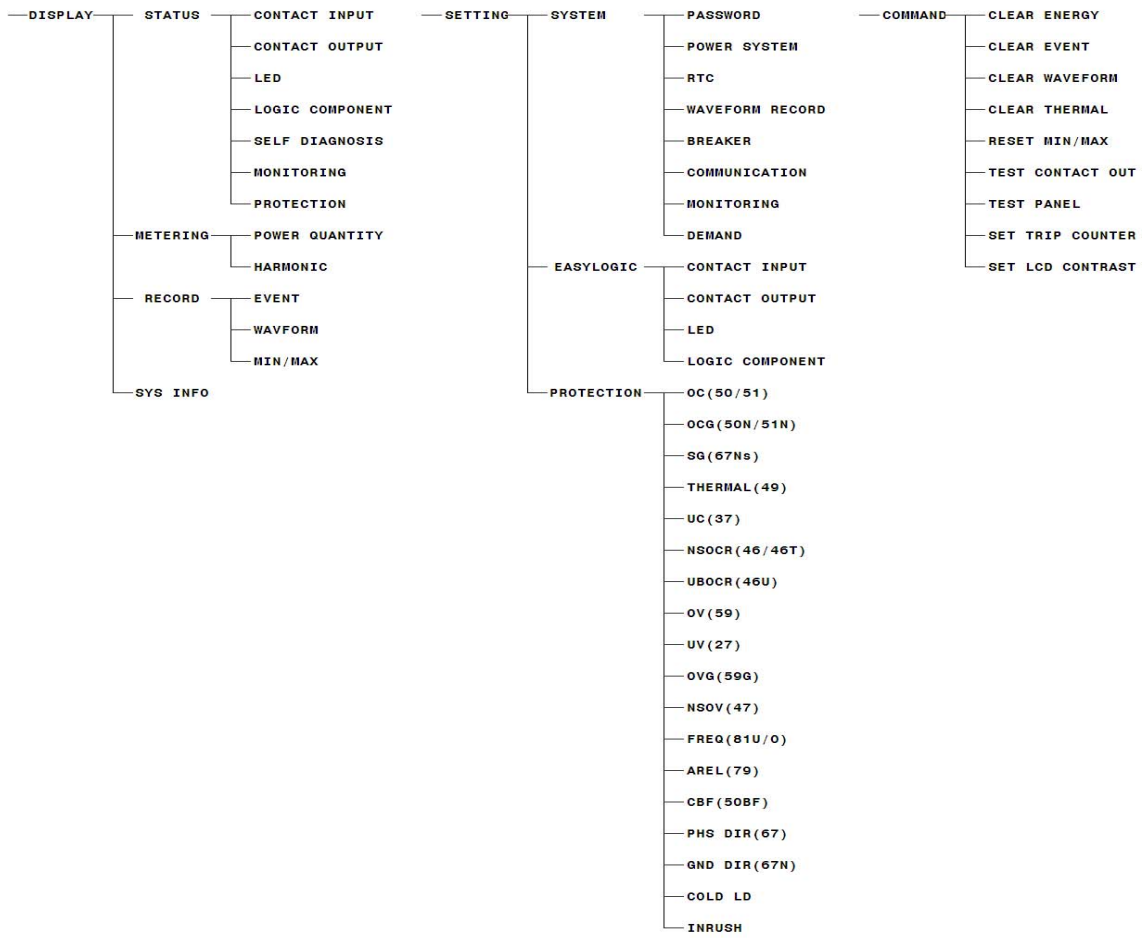 DISPLAY
STATUS
CONTACT INPUT
CONTACT OUTPUT
LED
LOGIC COMPONENT
SELF DIAGNOSIS
MONITORING
PROTECTION
METERING
POWER QUANTITY
HARMONIC
RECORD
EVENT
WAVFORM
MIN/MAX
SYS INFO
SETTING
SYSTEM
PASSWORD
POWER SYSTEM
RTC
WAVEFORM RECORD
BREAKER
COMMUNICATION
MONITORING
DEMAND
EASYLOGIC
CONTACT INPUT
CONTACT OUTPUT
LED
LOGIC COMPONENT
PROTECTION
OC(50/51)
OCG(50N/51N)
SG(67Ns)
THERMAL(49)
UC(37)
NSOCR(46/46T)
UBOCR(46U)
OV(59)
UV(27)
OVG(59G)
NSOV(47)
FREQ(81U/O)
AREL(79)
CBF(50BF)
PHS DIR(67)
GND DIR(67N)
COLD LD
INRUSH
COMMAND
CLEAR ENERGY
CLEAR EVENT
CLEAR WAVEFORM
CLEAR THERMAL
RESET MIN/MAX
TEST CONTACT OUT
TEST PANEL
SET TRIP COUNTER
SET LCD CONTRAST